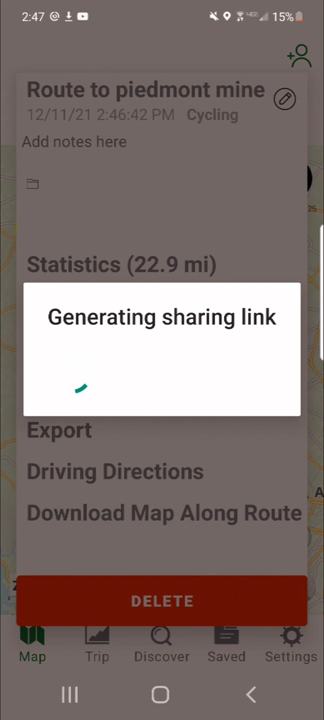 2:47
15%
Route to piedmont mine
12/11/21 2:46:42 PM Cycling
Add notes here
Statistics (22.9 mi)
Generating sharing link
Export
Driving Directions
Download Map Along Route
DELETE
Map Trip Discover Saved Settings